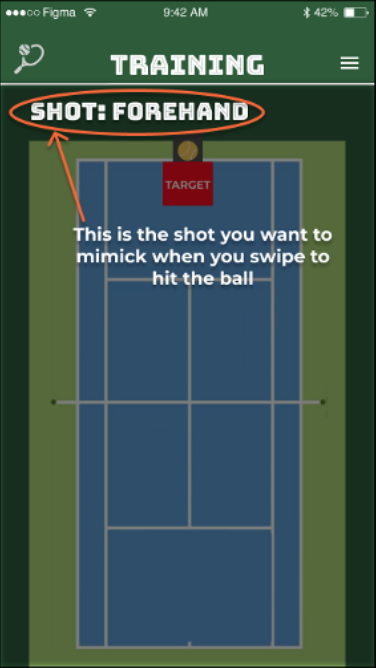 Figma 9:42 AM 42%
TRAINING
SHOT: FOREHAND
TARGET
This is the shot you want to
mimick when you swipe to
hit the ball